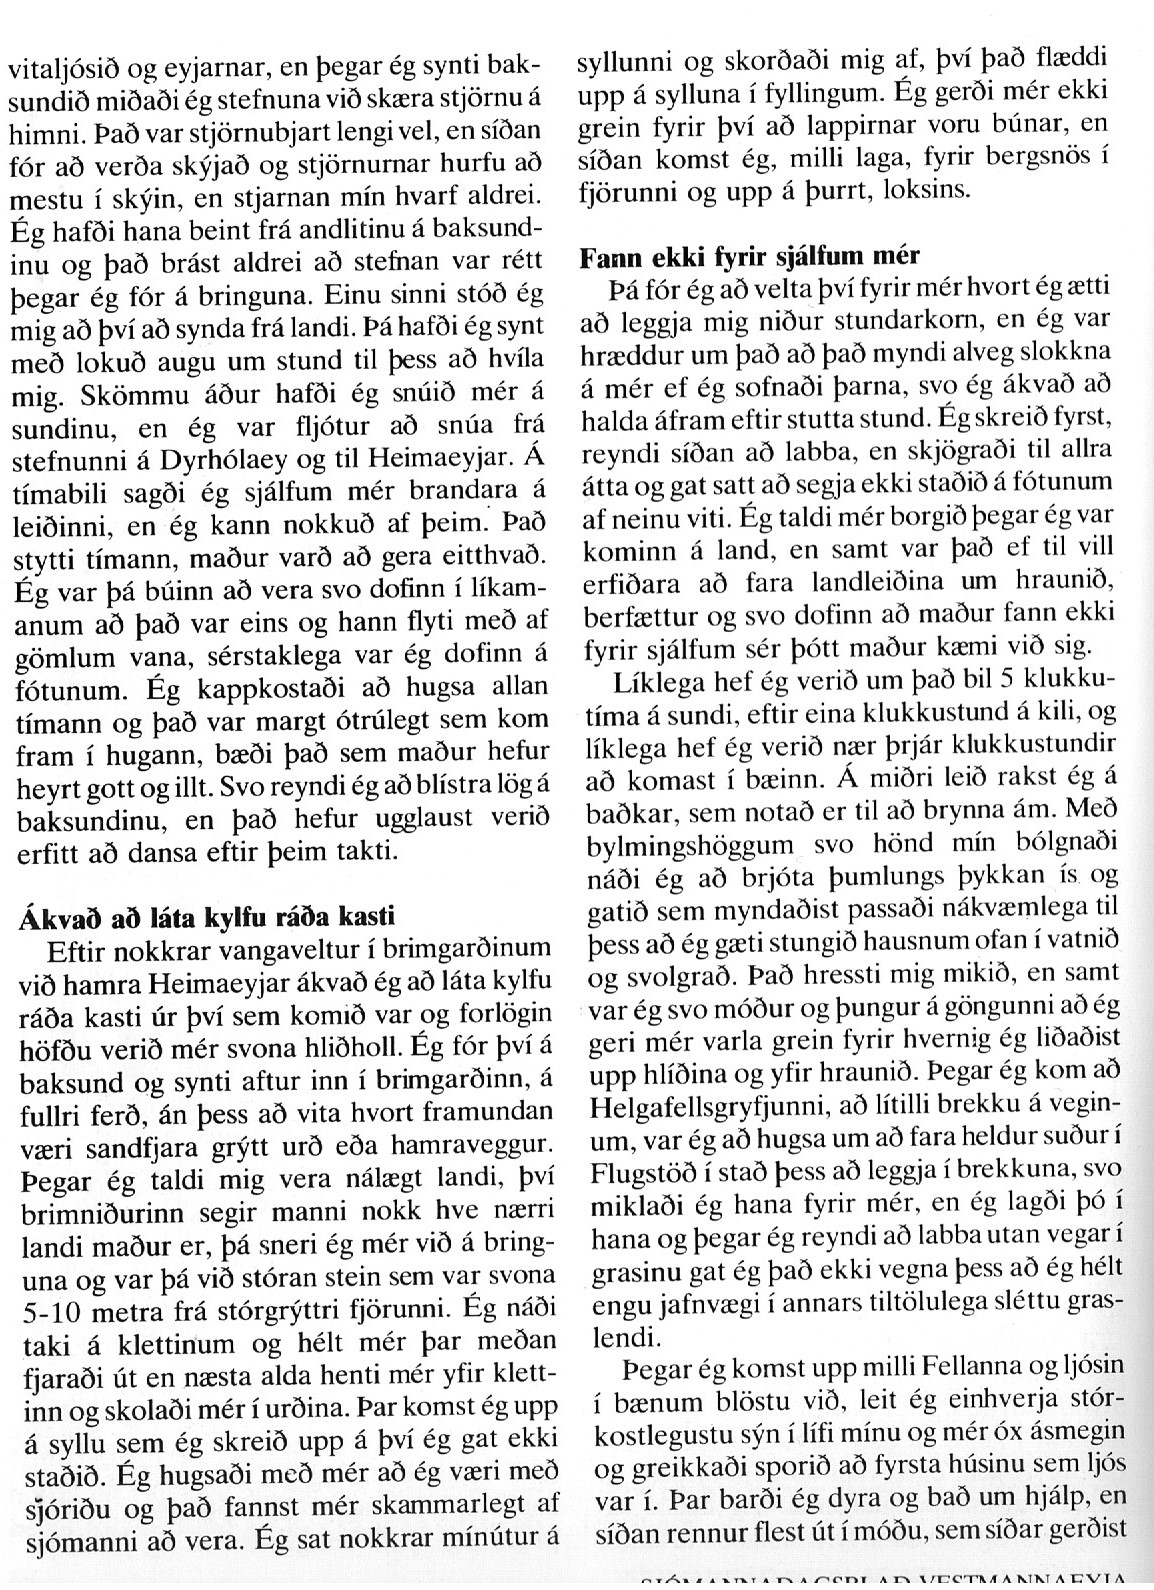 vitaljósið og eyjarnar, en þegar ég synti bak-
sundið miðaði ég stefnuna við skæra stjörnu á
himni. Það var stjörnubjart lengi vel, en síðan
fór að verða skýjað og stjörnurnar hurfu að
mestu í skýin, en stjarnan mín hvarf aldrei.
Ég hafði hana beint frá andlitinu á baksund-
inu og það brást aldrei að stefnan var rétt
þegar ég fór á bringuna. Einu sinni stóð ég
mig að því að synda frá landi. Þá hafði ég synt
með lokuð augu um stund til þess að hvíla
mig. Skömmu áður hafði ég snúið mér á
sundinu, en ég var fljótur að snúa frá
stefnunni á Dyrhólaey og til Heimaeyjar. Á
tímabili sagði ég sjálfum mér brandara á
leiðinni, en ég kann nokkuð af þeim. Það
stytti tímann, maður varð að gera eitthvað.
Ég var þá búinn að vera svo dofinn í líkam-
anum að það var eins og hann flyti með af
gömlum vana, sérstaklega var ég dofinn á
fótunum. Ég kappkostaði að hugsa allan
tímann og það var margt ótrúlegt sem kom
fram í hugann, bæði það sem maður hefur
heyrt gott og illt. Svo reyndi ég að blístra lög á
baksundinu, en það hefur ugglaust verið
erfitt að dansa eftir þeim takti.
Ákvað að láta kylfu ráða kasti
Eftir nokkrar vangaveltur í brimgarðinum
við hamra Heimaeyjar ákvað ég að láta kylfu
ráða kasti úr því sem komið var og forlögin
höfðu verið mér svona hliðholl. Ég fór því á
baksund og synti aftur inn í brimgarðinn, á
fullri ferð, án þess að vita hvort framundan
væri sandfjara grýtt urð eða hamraveggur.
Þegar ég taldi mig vera nálægt landi, því
brimniðurinn segir manni nokk hve nærri
landi maður er, þá sneri ég mér við á bring-
una og var þá við stóran stein sem var svona
5-10 metra frá stórgrýttri fjörunni. Ég náði
taki á klettinum og hélt mér þar meðan
fjaraði út en næsta alda henti mér yfir klett-
inn og skolaði mér í urðina. Þar komst ég upp
á syllu sem ég skreið upp á því ég gat ekki
staðið. Ég hugsaði með mér að ég væri með
sjóriðu og það fannst mér skammarlegt af
sjómanni að vera. Ég sat nokkrar mínútur á
syllunni og skorðaði mig af, því það flæddi
upp á sylluna í fyllingum. Ég gerði mér ekki
grein fyrir því að lappirnar voru búnar, en
síðan komst ég, milli laga, fyrir bergsnös í
fjörunni og upp á þurrt, loksins.
Fann ekki fyrir sjálfum mér
Þá fór ég að velta því fyrir mér hvort ég ætti
að leggja mig niður stundarkorn, en ég var
hræddur um það að það myndi alveg slokkna
á mér ef ég sofnaði þarna, svo ég ákvað að
halda áfram eftir stutta stund. Ég skreið fyrst,
reyndi síðan að labba, en skjögraði til allra
átta og gat satt að segja ekki staðið á fótunum
af neinu viti. Ég taldi mér borgið þegar ég var
kominn á land, en samt var það ef til vill
erfiðara að fara landleiðina um hraunið,
berfættur og svo dofinn að maður fann ekki
fyrir sjálfum sér þótt maður kæmi við sig.
Líklega hef ég verið um það bil 5 klukku-
tíma á sundi, eftir eina klukkustund á kili, og
líklega hef ég verið nær þrjár klukkustundir
að komast í bæinn. Á miðri leið rakst ég á
baðkar, sem notað er til að brynna ám. Með
bylmingshöggum svo hönd mín bólgnaði
náði ég að brjóta þumlungs þykkan ís og
gatið sem myndaðist passaði nákvæmlega til
þess að ég gæti stungið hausnum ofan í vatnið
og svolgrað. Það hressti mig mikið, en samt
var ég svo móður og þungur á göngunni að ég
geri mér varla grein fyrir hvernig ég liðaðist
upp hlíðina og yfir hraunið. Þegar ég kom að
Helgafellsgryfjunni, að lítilli brekku á vegin-
um, var ég að hugsa um að fara heldur suður í
Flugstöð í stað þess að leggja í brekkuna, svo
miklaði ég hana fyrir mér, en ég lagði þó í
hana og þegar ég reyndi að labba utan vegar í
grasinu gat ég það ekki vegna þess að ég hélt
engu jafnvægi í annars tiltölulega sléttu gras-
lendi.
Þegar ég komst upp milli Fellanna og ljósin
í bænum blöstu við, leit ég einhverja stór-
kostlegustu sýn í lífi mínu og mér óx ásmegin
og greikkaði sporið að fyrsta húsinu sem ljós
var í. Þar barði ég dyra og bað um hjálp, en
síðan rennur flest út í móðu, sem síðar gerðist
SJÓMANNADAGSBLAÐ VESTMANNAEYJA